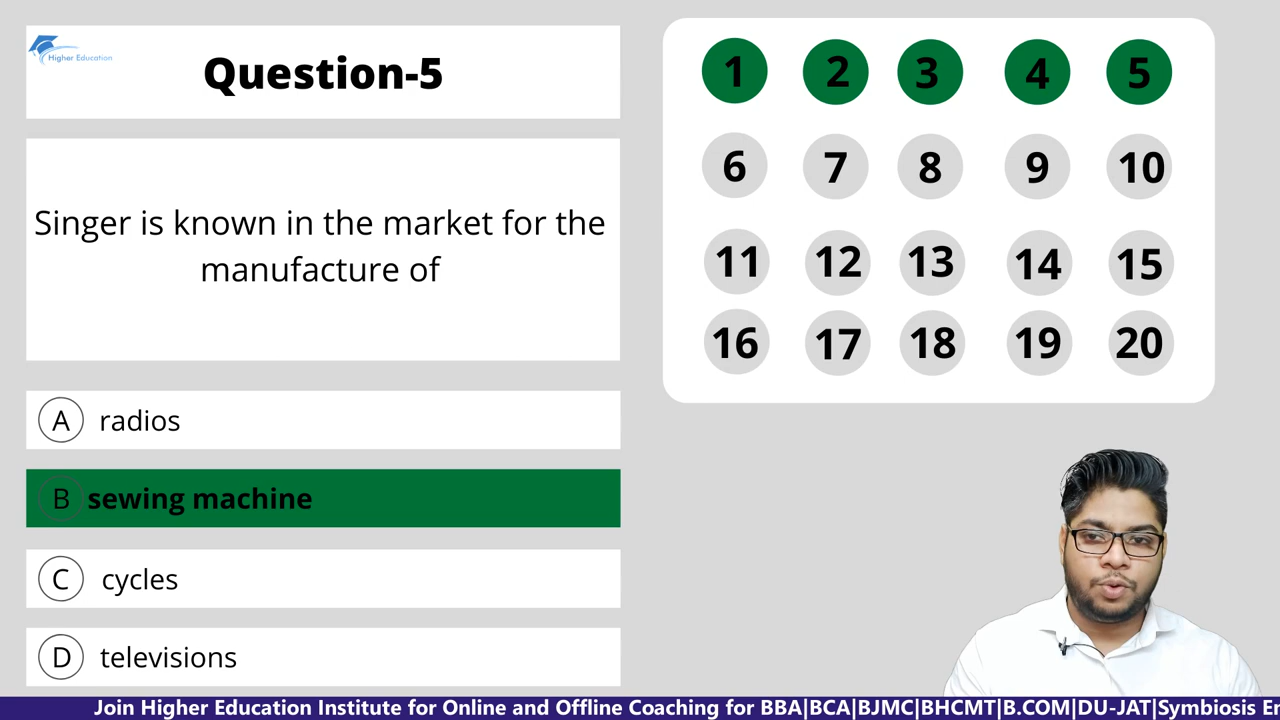 Higher Education
Question-5
Singer is known in the market for the
manufacture of
A radios
B sewing machine
C cycles
D televisions
1 2 3 4 5
6 7 8 9 10
11 12 13 14 15
16 17 18 19 20
Join Higher Education Institute for Online and Offline Coaching for BBA|BCA|BJMC|BHCMT|B.COM|DU-JAT|Symbiosis